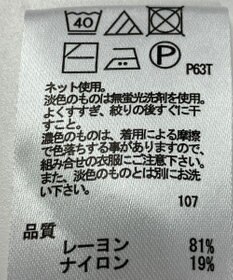 40
P
P63T
ネット使用。
淡色のものは無蛍光洗剤を使用。
よくすすぎ、絞りの後すぐに干
すこと。
濃色のものは、着用による摩擦
で色落ちする事がありますので、
組み合せの衣服にご注意下さい。
また、淡色のものとは別にお洗
い下さい。
107
品質
レーヨン 81%
ナイロン 19%